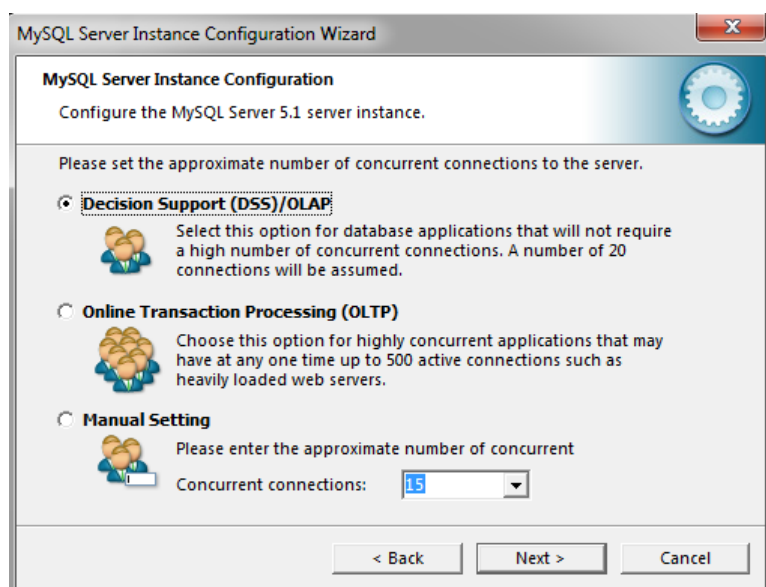 MySQL Server Instance Configuration Wizard
MySQL Server Instance Configuration
Configure the MySQL Server 5.1 server instance.
Please set the approximate number of concurrent connections to the server.
Decision Support (DSS)/OLAP
Select this option for database applications that will not require
a high number of concurrent connections. A number of 20
connections will be assumed.
Online Transaction Processing (OLTP)
Choose this option for highly concurrent applications that may
have at any one time up to 500 active connections such as
heavily loaded web servers.
Manual Setting
Please enter the approximate number of concurrent
Concurrent connections: 15
< Back Next > Cancel